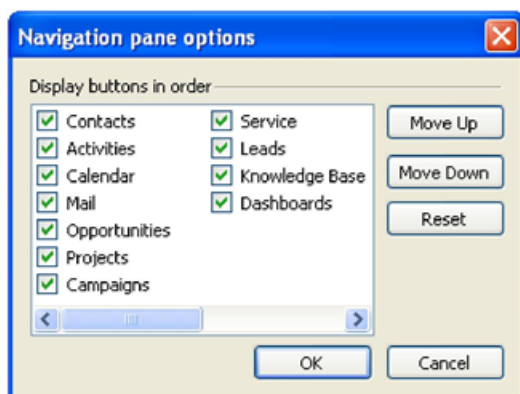 Navigation pane options
Display buttons in order
Contacts
Activities
Calendar
Mail
Opportunities
Projects
Campaigns
Service
Leads
Knowledge Base
Dashboards
Move Up
Move Down
Reset
OK
Cancel